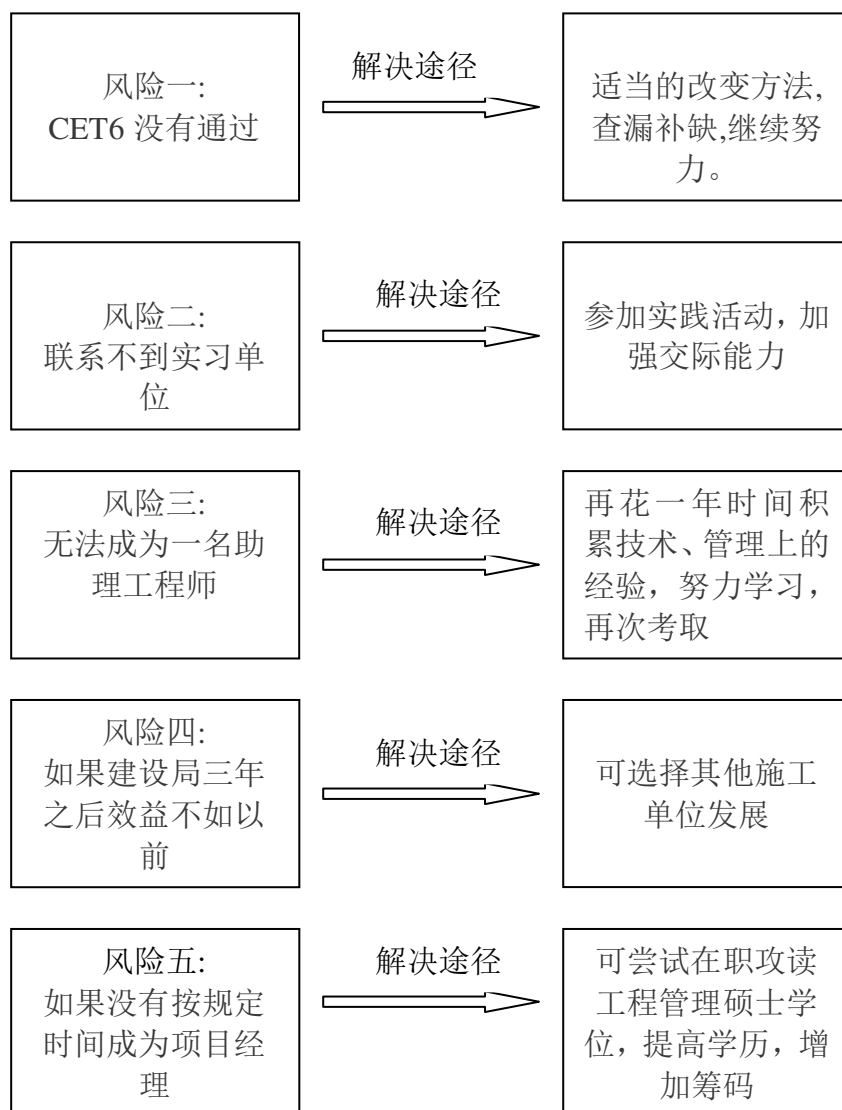 风险一:
CET6 没有通过
解决途径
适当的改变方法,
查漏补缺,继续努
力。
风险二:
联系不到实习单
位
解决途径
参加实践活动，加
强交际能力
风险三:
无法成为一名助
理工程师
解决途径
再花一年时间积
累技术、管理上的
经验，努力学习，
再次考取
风险四:
如果建设局三年
之后效益不如以
前
解决途径
可选择其他施工
单位发展
风险五:
如果没有按规定
时间成为项目经
理
解决途径
可尝试在职攻读
工程管理硕士学
位，提高学历，增
加筹码